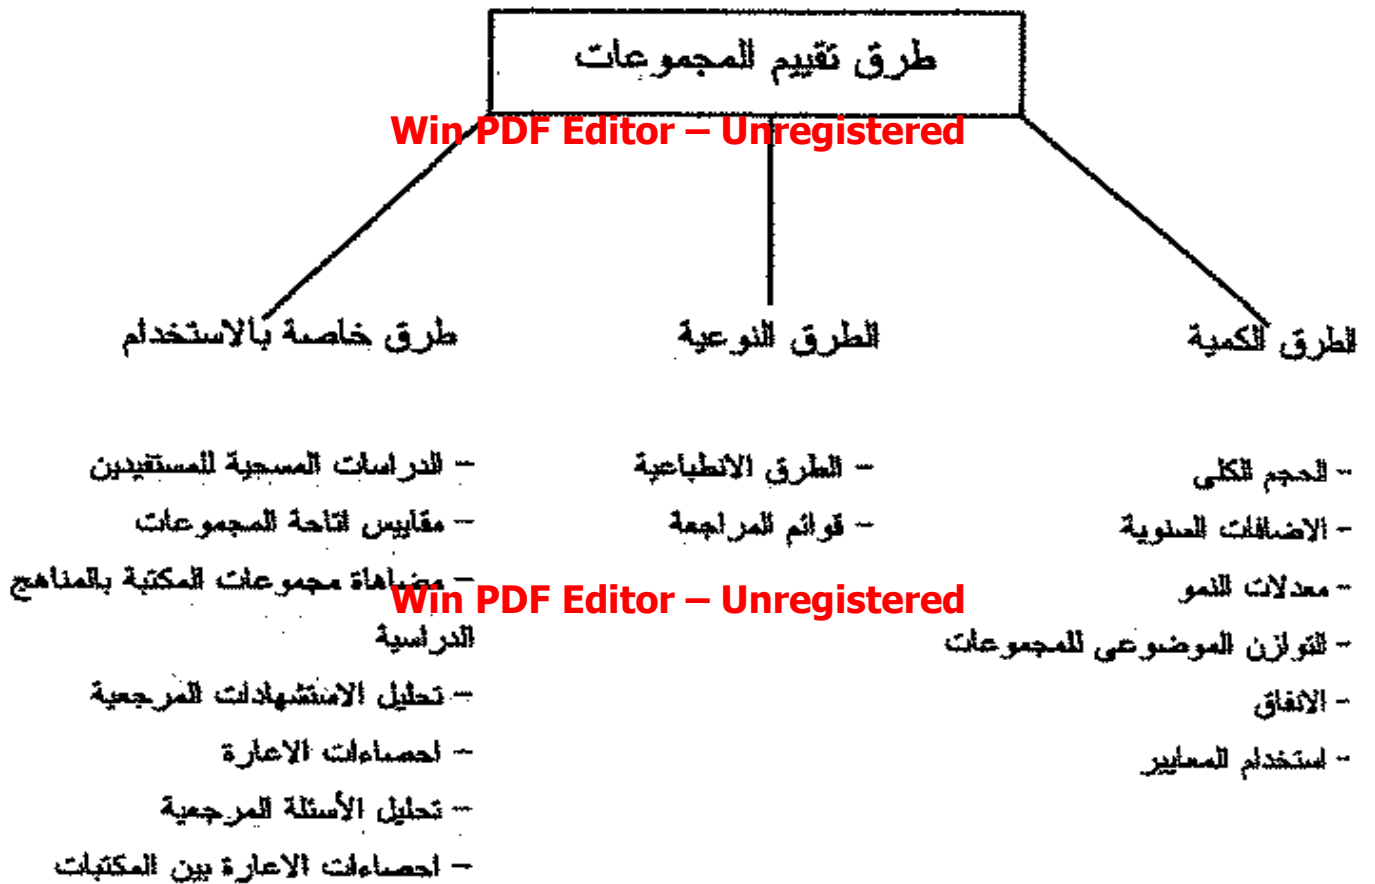 طرق تقييم المجموعات
Win PDF Editor – Unregistered
الطرق الكمية
- الحجم الكلى
- الاضافات السنوية
- معدلات النمو
- التوازن الموضوعى للمجموعات
- الانفاق
- استخدام المعايير
الطرق النوعية
- الطرق الانطباعية
- قوائم المراجعة
طرق خاصة بالاستخدام
- الدراسات المسحية للمستفيدين
- مقاييس اتاحة المجموعات
- مضاهاة مجموعات المكتبة بالمناهج
الدراسية
- تحليل الاستشهادات المرجعية
- احصاءات الاعارة
- تحليل الأسئلة المرجعية
- احصاءات الاعارة بين المكتبات
Win PDF Editor – Unregistered